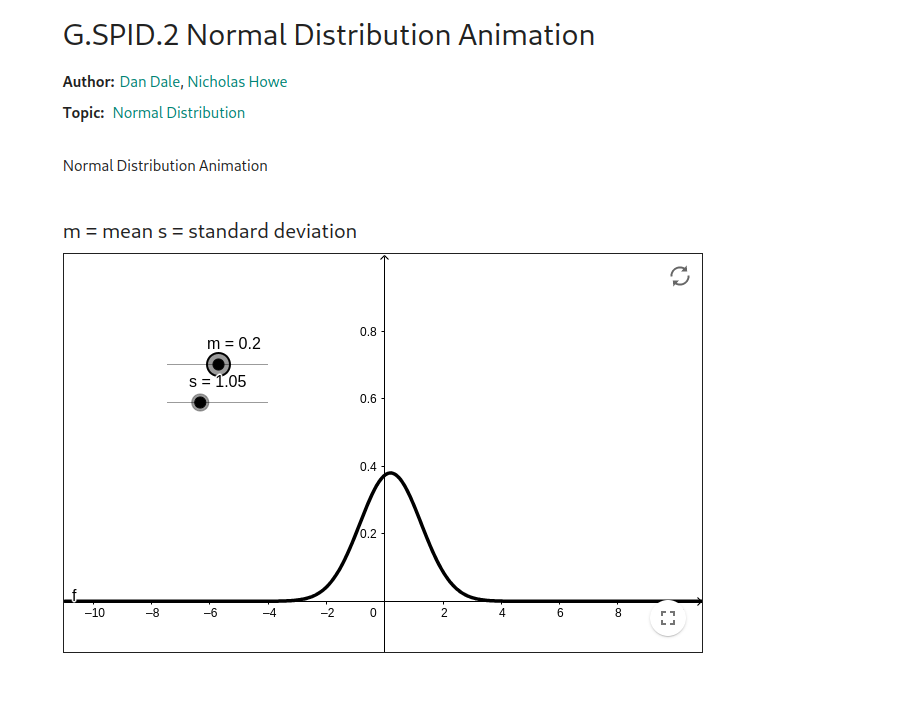 G.SPID.2 Normal Distribution Animation
Author: Dan Dale, Nicholas Howe
Topic: Normal Distribution
Normal Distribution Animation
m = mean s = standard deviation
m = 0.2
s = 1.05
0.8
0.6
0.4
0.2
f
–10 –8 –6 –4 –2 0 2 4 6 8